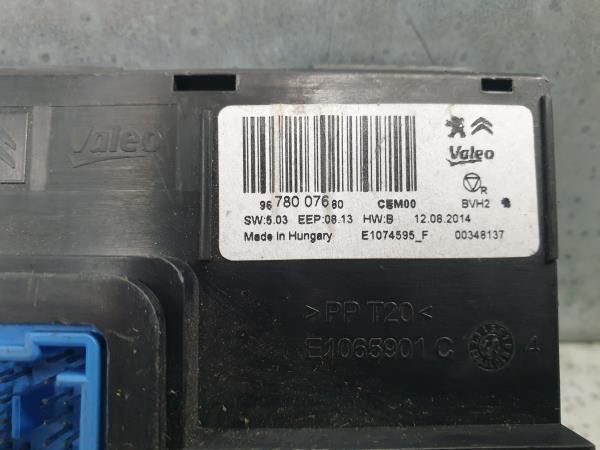 Valeo
Valeo
96 780 076 80 CEM00
R
BVH2
SW:5.03 EEP:08.13 HW:B 12.08.2014
Made in Hungary E1074595_F 00348137
>PP T20<
E1065901 C 4